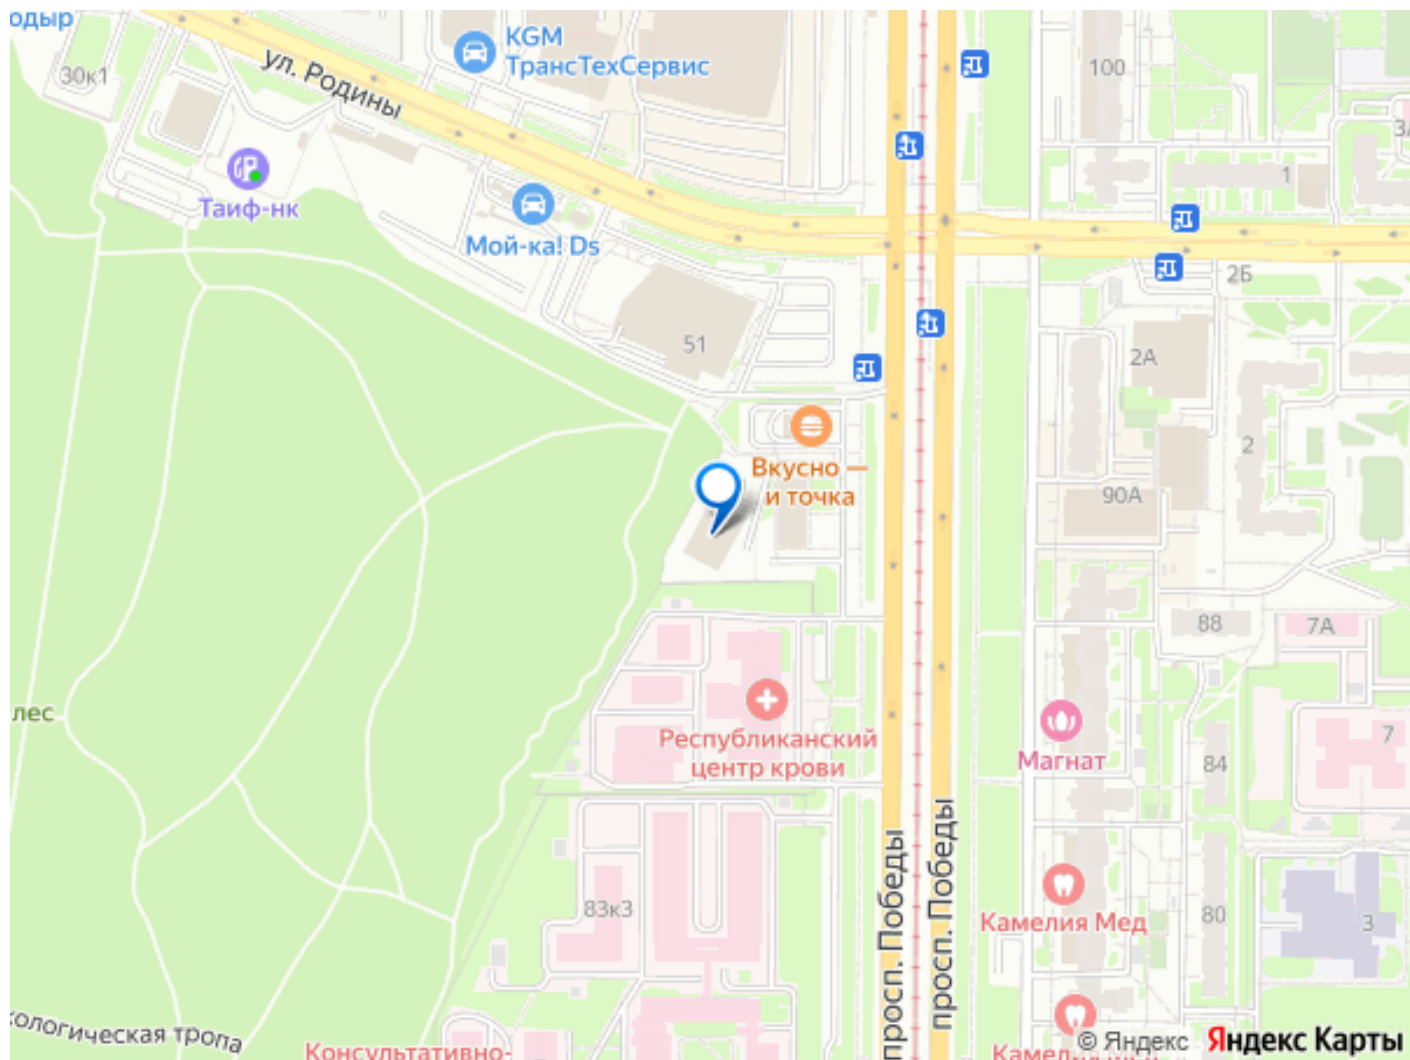 одыр
30к1
ул. Родины
KGM
ТрансТехСервис
100
3А
1
Таиф-нк
Мой-ка! Ds
2Б
51
2А
2
Вкусно —
и точка
90А
88
7А
лес
Республиканский
центр крови
Магнат
7
84
просп. Победы
просп. Победы
83к3
Камелия Мед
80
3
кологическая тропа
Консультативно-
© Яндекс Яндекс Карты